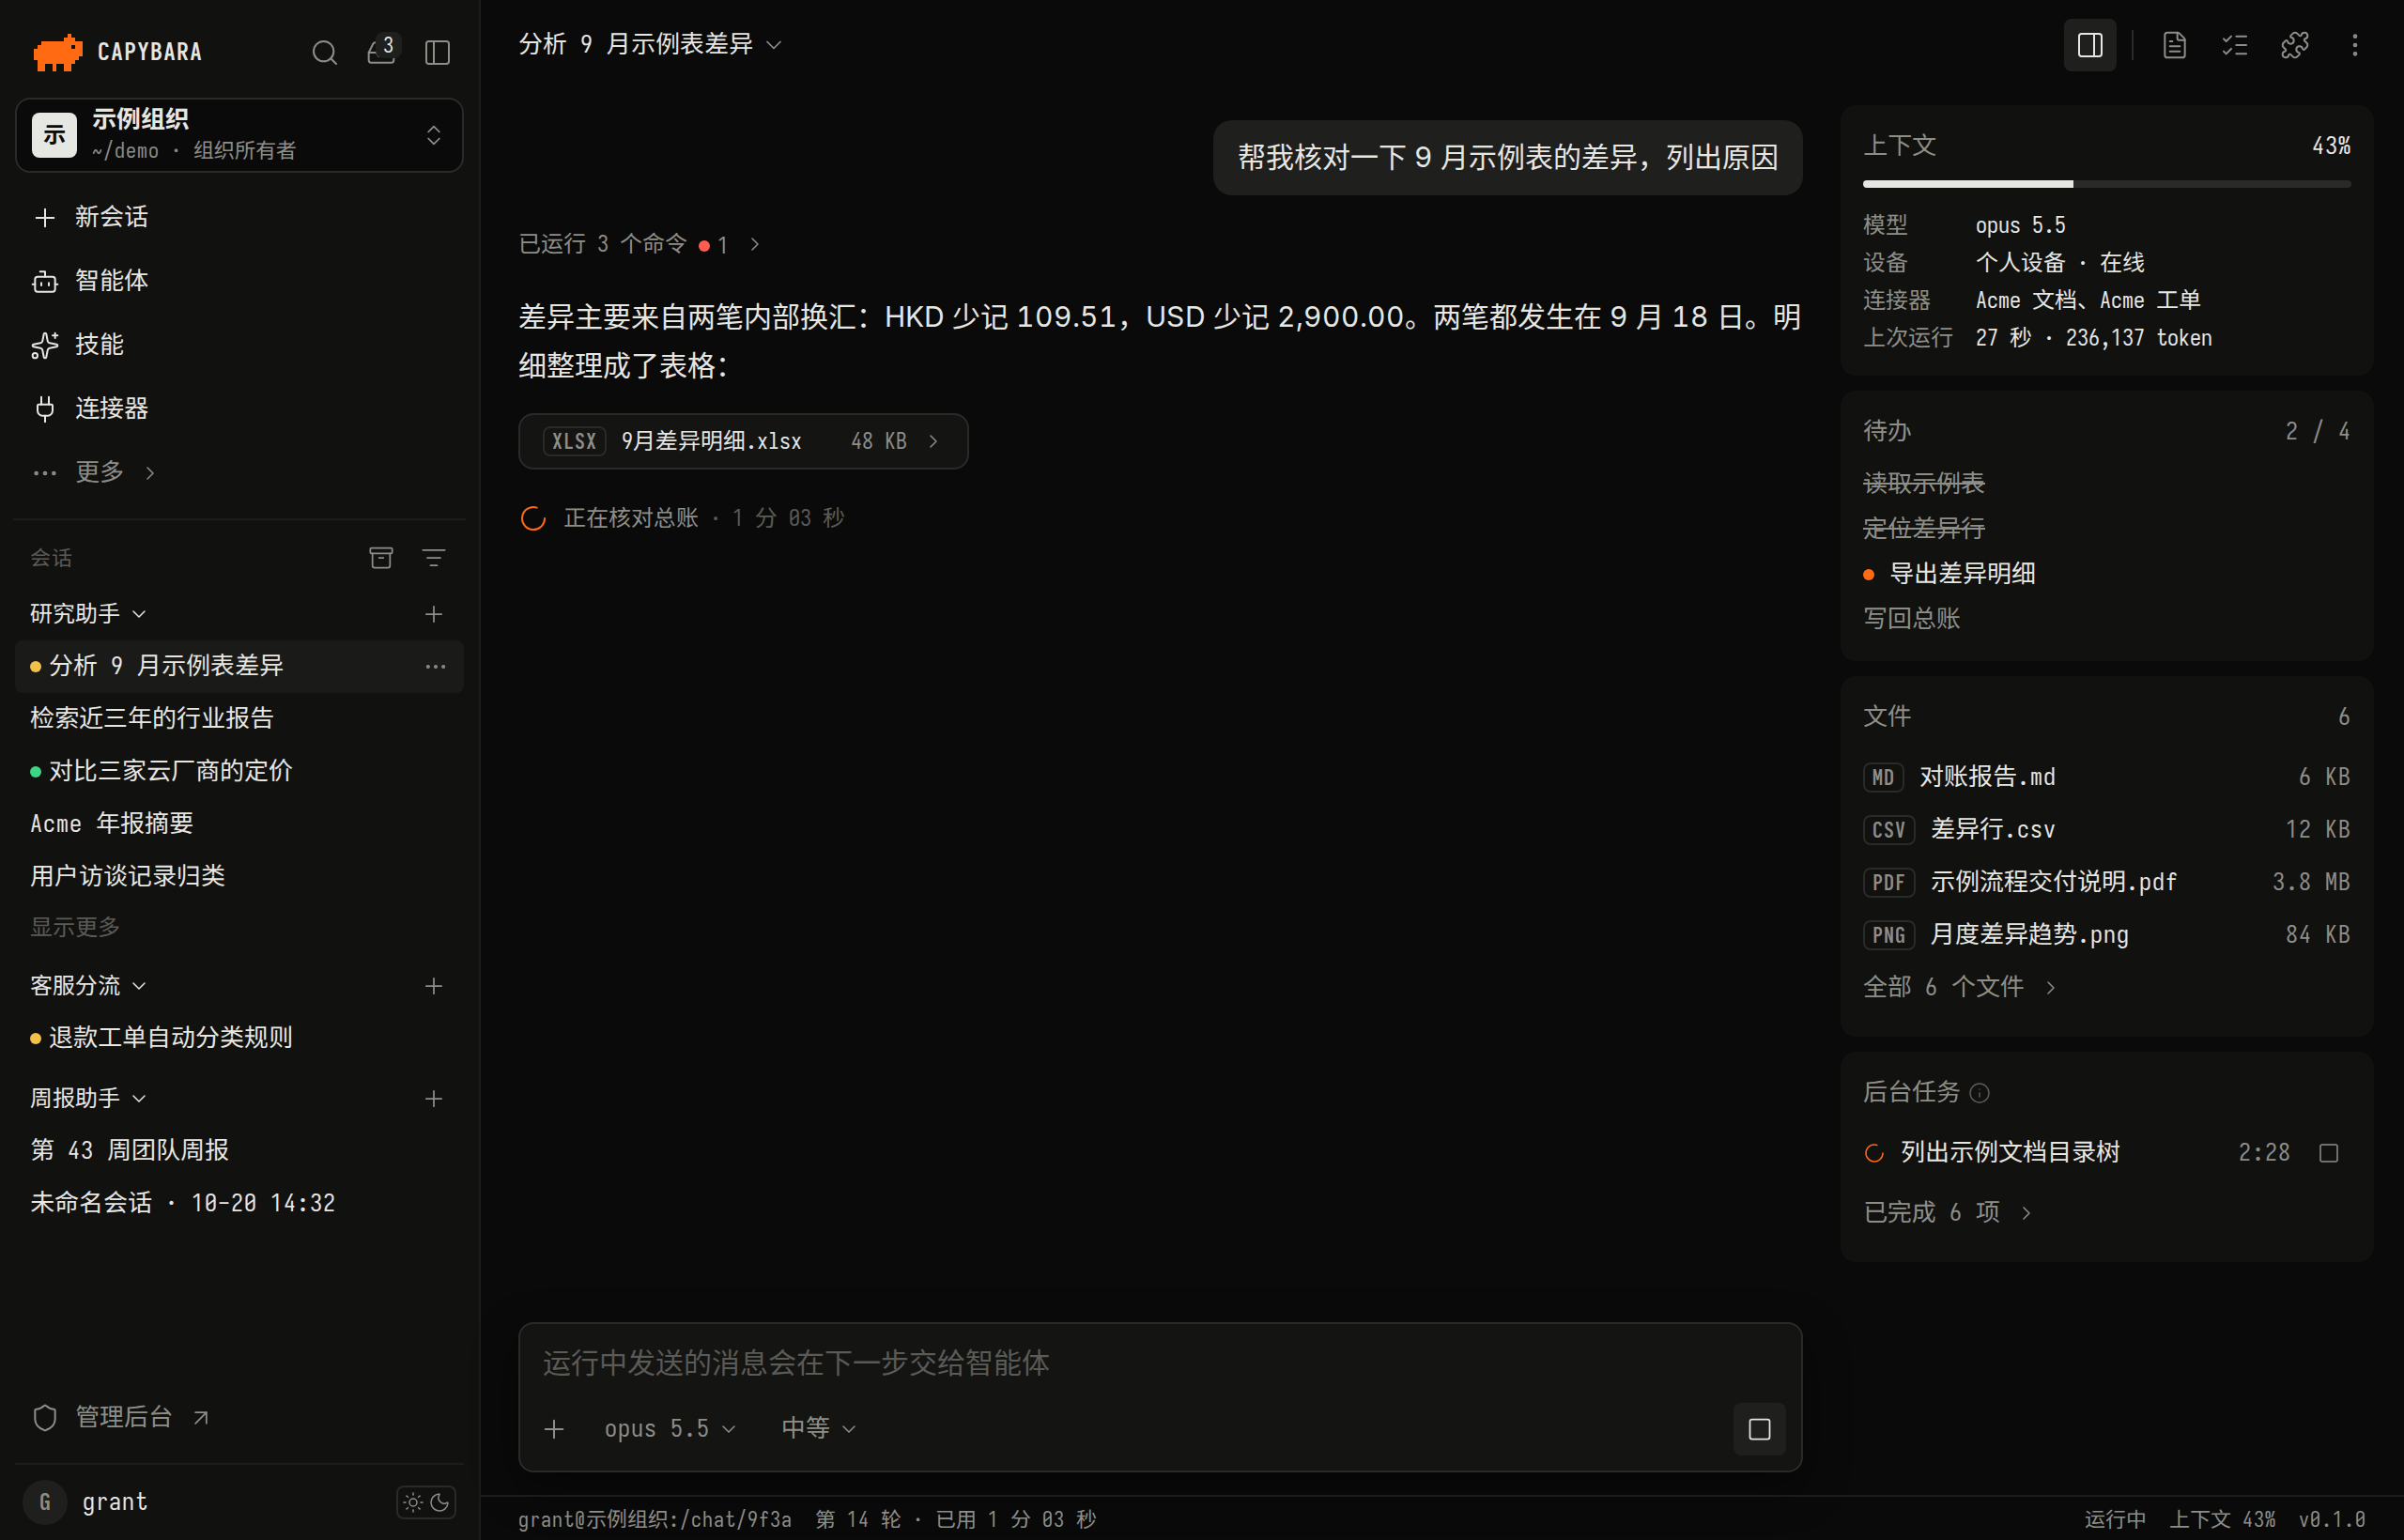 CAPYBARA
3
示
示例组织
~/demo · 组织所有者
新会话
智能体
技能
连接器
更多
会话
研究助手
分析 9 月示例表差异
检索近三年的行业报告
对比三家云厂商的定价
Acme 年报摘要
用户访谈记录归类
显示更多
客服分流
退款工单自动分类规则
周报助手
第 43 周团队周报
未命名会话 · 10-20 14:32
管理后台
G grant
分析 9 月示例表差异
帮我核对一下 9 月示例表的差异，列出原因
已运行 3 个命令 1
差异主要来自两笔内部换汇：HKD 少记 109.51，USD 少记 2,900.00。两笔都发生在 9 月 18 日。明
细整理成了表格：
XLSX 9月差异明细.xlsx 48 KB
正在核对总账 · 1 分 03 秒
运行中发送的消息会在下一步交给智能体
opus 5.5 中等
grant@示例组织:/chat/9f3a 第 14 轮 · 已用 1 分 03 秒
运行中 上下文 43% v0.1.0
上下文 43%
模型 opus 5.5
设备 个人设备 · 在线
连接器 Acme 文档、Acme 工单
上次运行 27 秒 · 236,137 token
待办 2 / 4
读取示例表
定位差异行
导出差异明细
写回总账
文件 6
MD 对账报告.md 6 KB
CSV 差异行.csv 12 KB
PDF 示例流程交付说明.pdf 3.8 MB
PNG 月度差异趋势.png 84 KB
全部 6 个文件
后台任务
列出示例文档目录树 2:28
已完成 6 项